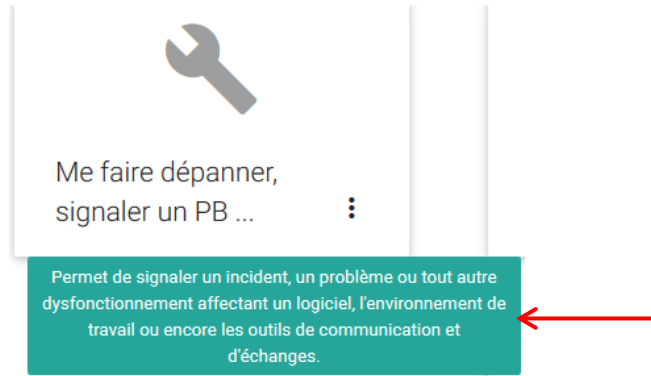 Me faire dépanner,
signaler un PB ...
Permet de signaler un incident, un problème ou tout autre
dysfonctionnement affectant un logiciel, l'environnement de
travail ou encore les outils de communication et
d'échanges.